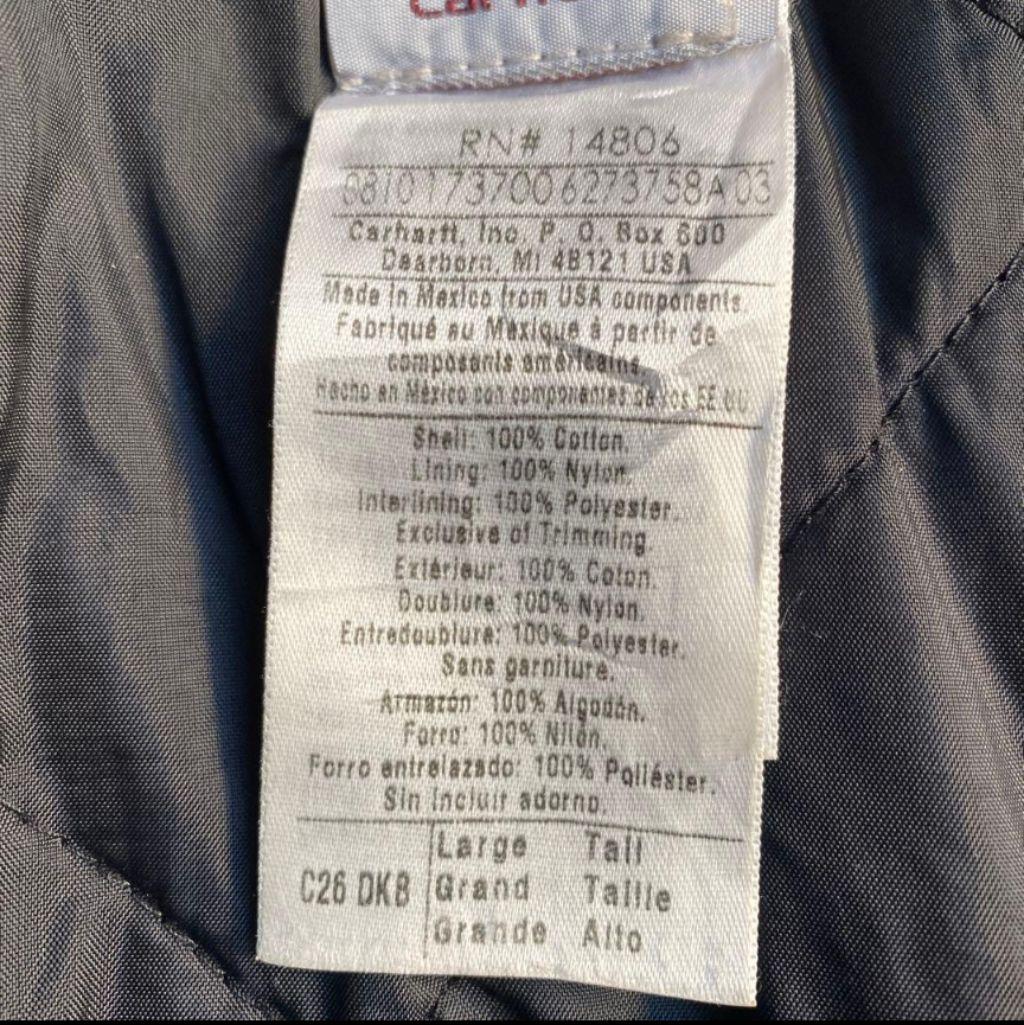 RN# 14806
0810173700 6273758A 03
Carhartt, Inc. P. O. Box 600
Dearborn, MI 48121 USA
Made in Mexico from USA components.
Fabriqué au Mexique à partir de
composants américains.
Hecho en México con componentes de los EE UU
Shell: 100% Cotton.
Lining: 100% Nylon.
Interlining: 100% Polyester.
Exclusive of Trimming.
Extérieur: 100% Coton.
Doublure: 100% Nylon.
Entredoublure: 100% Polyester.
Sans garniture.
Armazón: 100% Algodón.
Forro: 100% Nilón.
Forro entrelazado: 100% Poliéster.
Sin incluir adorno.
Large Tall
C26 DKB Grand Taille
Grande Alto